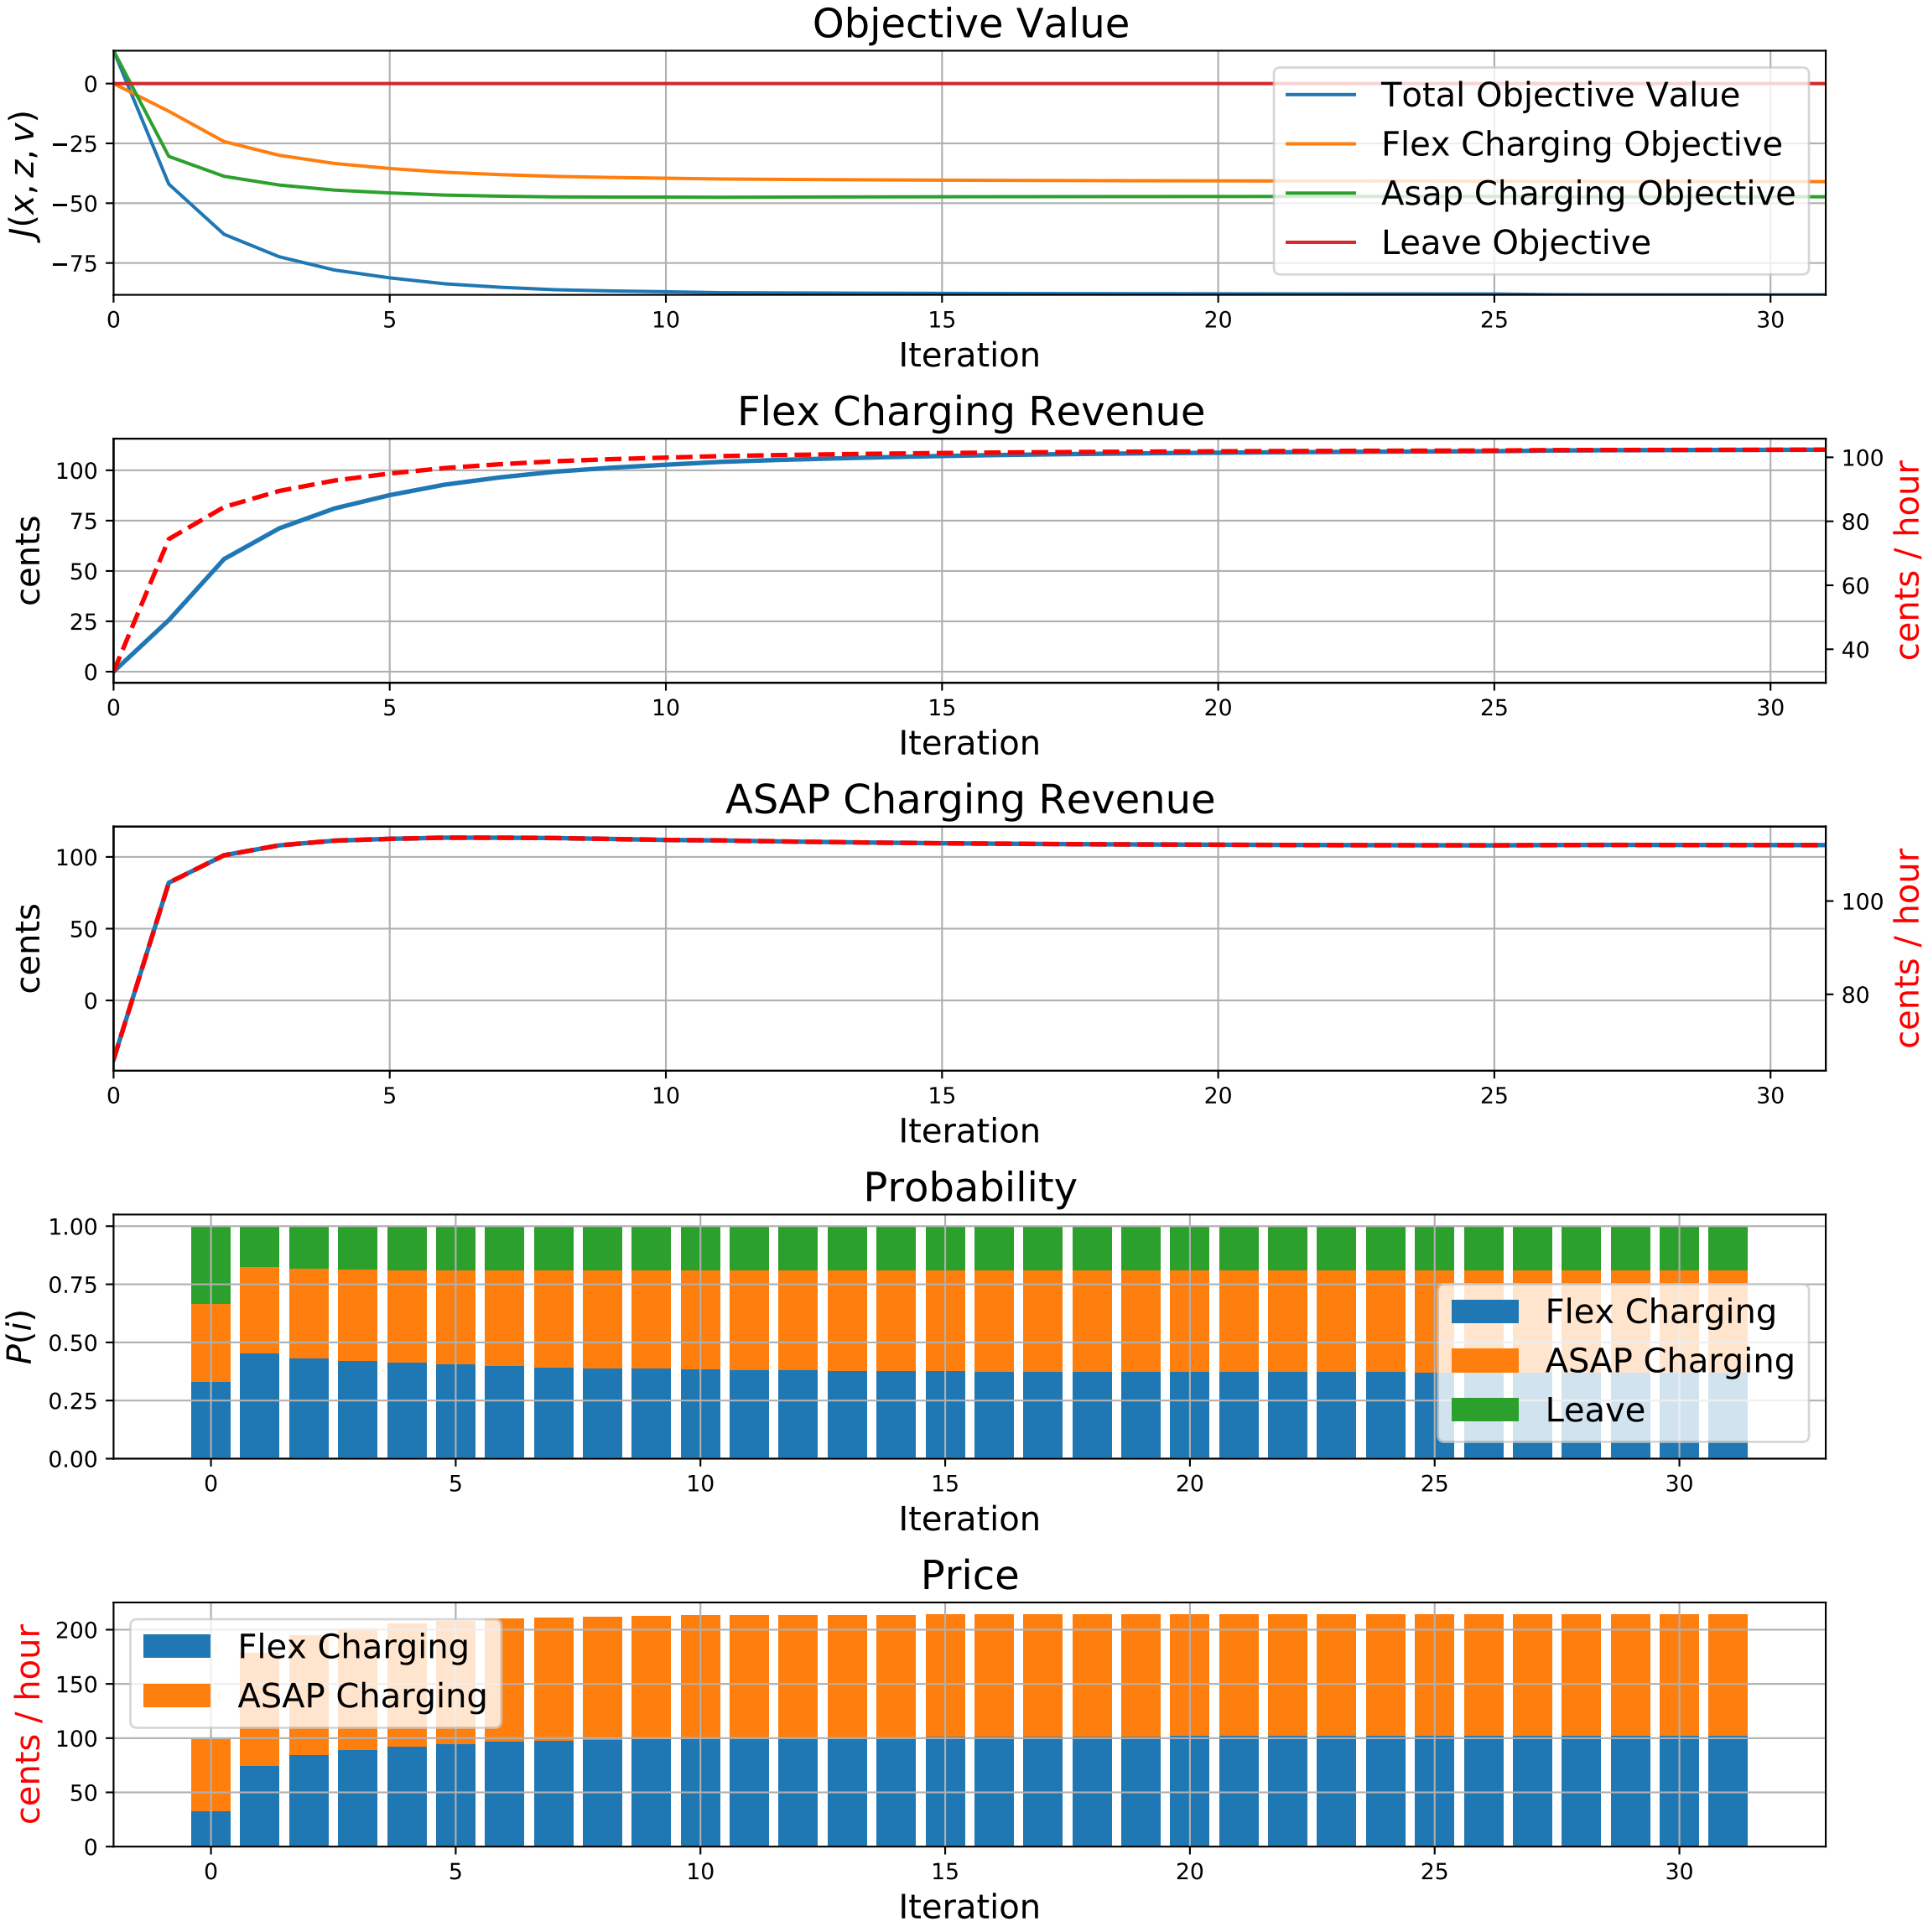 Objective Value
0
−25
−50
−75
J(x, z, v)
Total Objective Value
Flex Charging Objective
Asap Charging Objective
Leave Objective
0 5 10 15 20 25 30
Iteration
Flex Charging Revenue
100
75
50
25
0
cents
100
80
60
40
cents / hour
0 5 10 15 20 25 30
Iteration
ASAP Charging Revenue
100
50
0
cents
100
80
cents / hour
0 5 10 15 20 25 30
Iteration
Probability
1.00
0.75
0.50
0.25
0.00
P(i)
Flex Charging
ASAP Charging
Leave
0 5 10 15 20 25 30
Iteration
Price
200
150
100
50
0
cents / hour
Flex Charging
ASAP Charging
0 5 10 15 20 25 30
Iteration